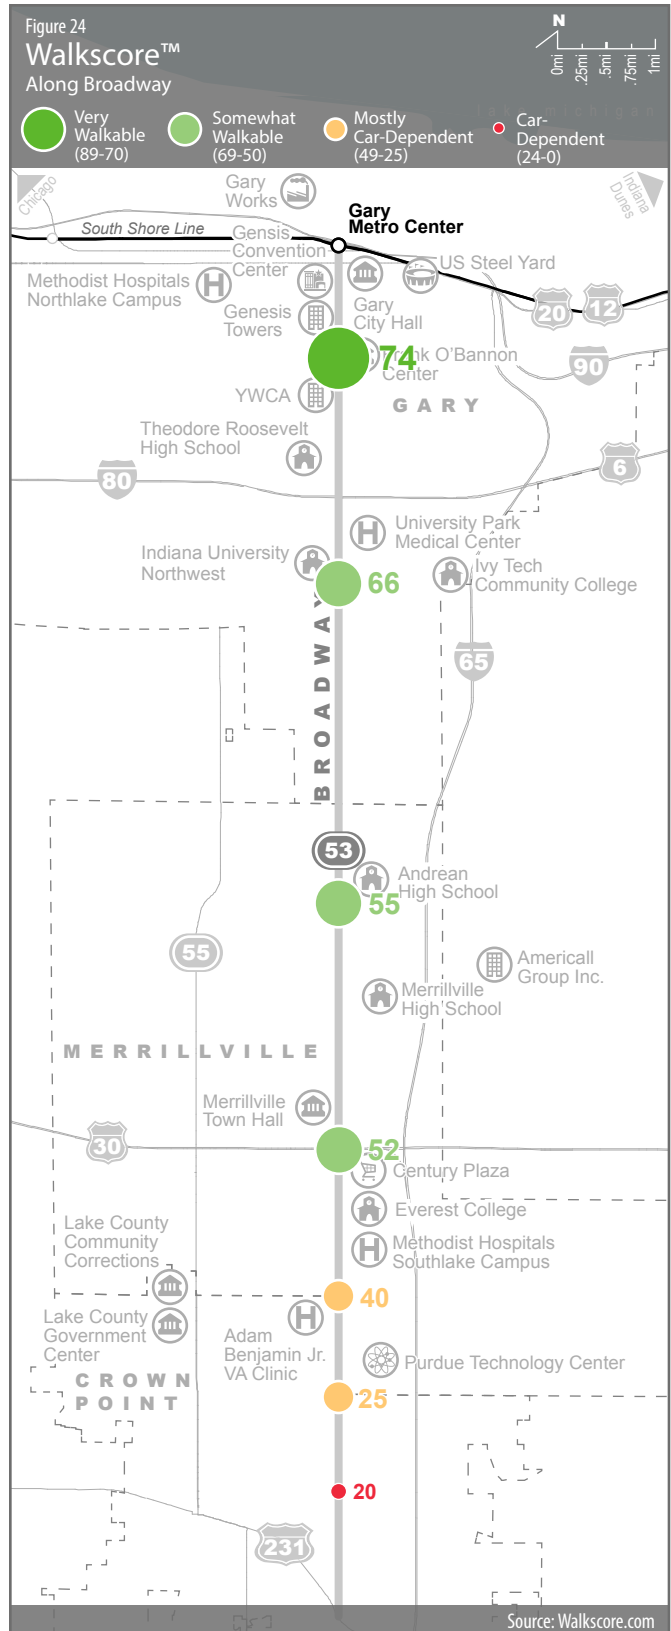 Figure 24
Walkscore™
Along Broadway
N
0mi
.25mi
.5mi
.75mi
1mi
lake michigan
Very
Walkable
(89-70)
Somewhat
Walkable
(69-50)
Mostly
Car-Dependent
(49-25)
Car-
Dependent
(24-0)
Chicago
Gary
Works
Indiana
Dunes
Gary
Metro Center
South Shore Line
Gensis
Convention
Center
US Steel Yard
Methodist Hospitals
Northlake Campus
H
Genesis
Towers
Gary
City Hall
20
12
74
Frank O'Bannon
Center
90
YWCA
GARY
Theodore Roosevelt
High School
6
80
H
University Park
Medical Center
Indiana University
Northwest
66
Ivy Tech
Community College
BROADWAY
65
53
Andrean
High School
55
55
Americall
Group Inc.
Merrillville
High School
MERRILLVILLE
Merrillville
Town Hall
30
52
Century Plaza
Everest College
Lake County
Community
Corrections
H
Methodist Hospitals
Southlake Campus
40
Lake County
Government
Center
H
Adam
Benjamin Jr.
VA Clinic
Purdue Technology Center
CROWN
POINT
25
20
231
Source: Walkscore.com